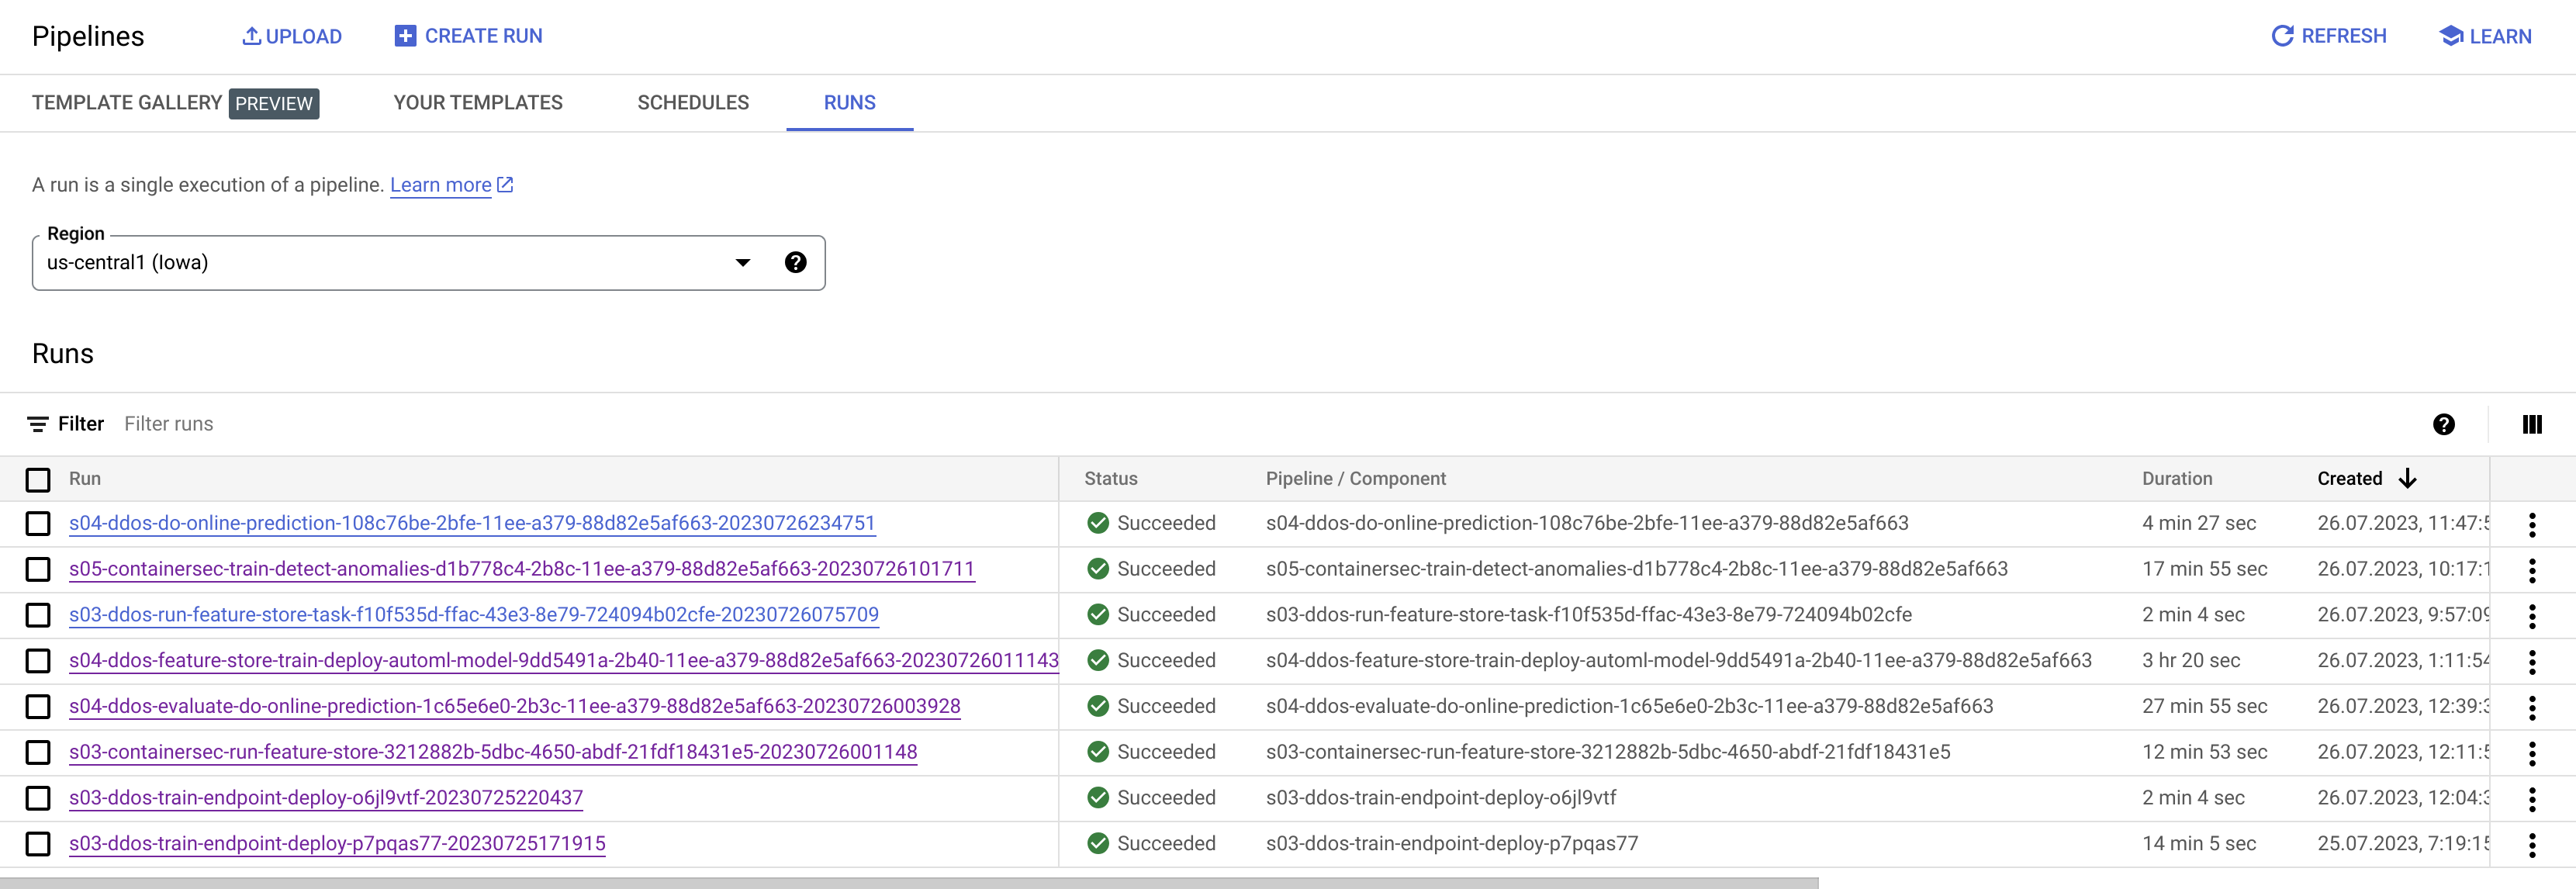 Pipelines UPLOAD CREATE RUN REFRESH LEARN
TEMPLATE GALLERY PREVIEW YOUR TEMPLATES SCHEDULES RUNS
A run is a single execution of a pipeline. Learn more
Region
us-central1 (Iowa)
Runs
Filter Filter runs
Run Status Pipeline / Component Duration Created
s04-ddos-do-online-prediction-108c76be-2bfe-11ee-a379-88d82e5af663-20230726234751 Succeeded s04-ddos-do-online-prediction-108c76be-2bfe-11ee-a379-88d82e5af663 4 min 27 sec 26.07.2023, 11:47:5
s05-containersec-train-detect-anomalies-d1b778c4-2b8c-11ee-a379-88d82e5af663-20230726101711 Succeeded s05-containersec-train-detect-anomalies-d1b778c4-2b8c-11ee-a379-88d82e5af663 17 min 55 sec 26.07.2023, 10:17:1
s03-ddos-run-feature-store-task-f10f535d-ffac-43e3-8e79-724094b02cfe-20230726075709 Succeeded s03-ddos-run-feature-store-task-f10f535d-ffac-43e3-8e79-724094b02cfe 2 min 4 sec 26.07.2023, 9:57:09
s04-ddos-feature-store-train-deploy-automl-model-9dd5491a-2b40-11ee-a379-88d82e5af663-20230726011143 Succeeded s04-ddos-feature-store-train-deploy-automl-model-9dd5491a-2b40-11ee-a379-88d82e5af663 3 hr 20 sec 26.07.2023, 1:11:54
s04-ddos-evaluate-do-online-prediction-1c65e6e0-2b3c-11ee-a379-88d82e5af663-20230726003928 Succeeded s04-ddos-evaluate-do-online-prediction-1c65e6e0-2b3c-11ee-a379-88d82e5af663 27 min 55 sec 26.07.2023, 12:39:3
s03-containersec-run-feature-store-3212882b-5dbc-4650-abdf-21fdf18431e5-20230726001148 Succeeded s03-containersec-run-feature-store-3212882b-5dbc-4650-abdf-21fdf18431e5 12 min 53 sec 26.07.2023, 12:11:5
s03-ddos-train-endpoint-deploy-o6jl9vtf-20230725220437 Succeeded s03-ddos-train-endpoint-deploy-o6jl9vtf 2 min 4 sec 26.07.2023, 12:04:3
s03-ddos-train-endpoint-deploy-p7pqas77-20230725171915 Succeeded s03-ddos-train-endpoint-deploy-p7pqas77 14 min 5 sec 25.07.2023, 7:19:15